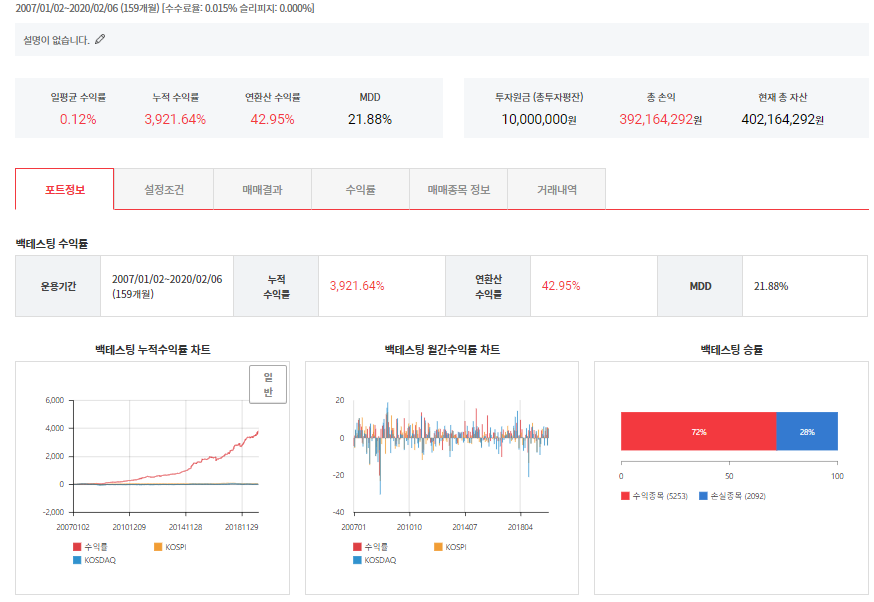 2007/01/02~2020/02/06 (159개월) [수수료율: 0.015% 슬리피지: 0.000%]
설명이 없습니다.
일평균 수익률 누적 수익률 연환산 수익률 MDD
0.12% 3,921.64% 42.95% 21.88%
투자원금 (총투자평잔) 총 손익 현재 총 자산
10,000,000원 392,164,292원 402,164,292원
포트정보 설정조건 매매결과 수익률 매매종목 정보 거래내역
백테스팅 수익률
운용기간
2007/01/02~2020/02/06
(159개월)
누적
수익률
3,921.64%
연환산
수익률
42.95%
MDD
21.88%
백테스팅 누적수익률 차트
일
반
6,000
4,000
2,000
0
-2,000
20070102 20101209 20141128 20181129
수익률 KOSPI
KOSDAQ
백테스팅 월간수익률 차트
20
0
-20
-40
200701 201010 201407 201804
수익률 KOSPI
KOSDAQ
백테스팅 승률
72% 28%
0 50 100
수익종목 (5253) 손실종목 (2092)